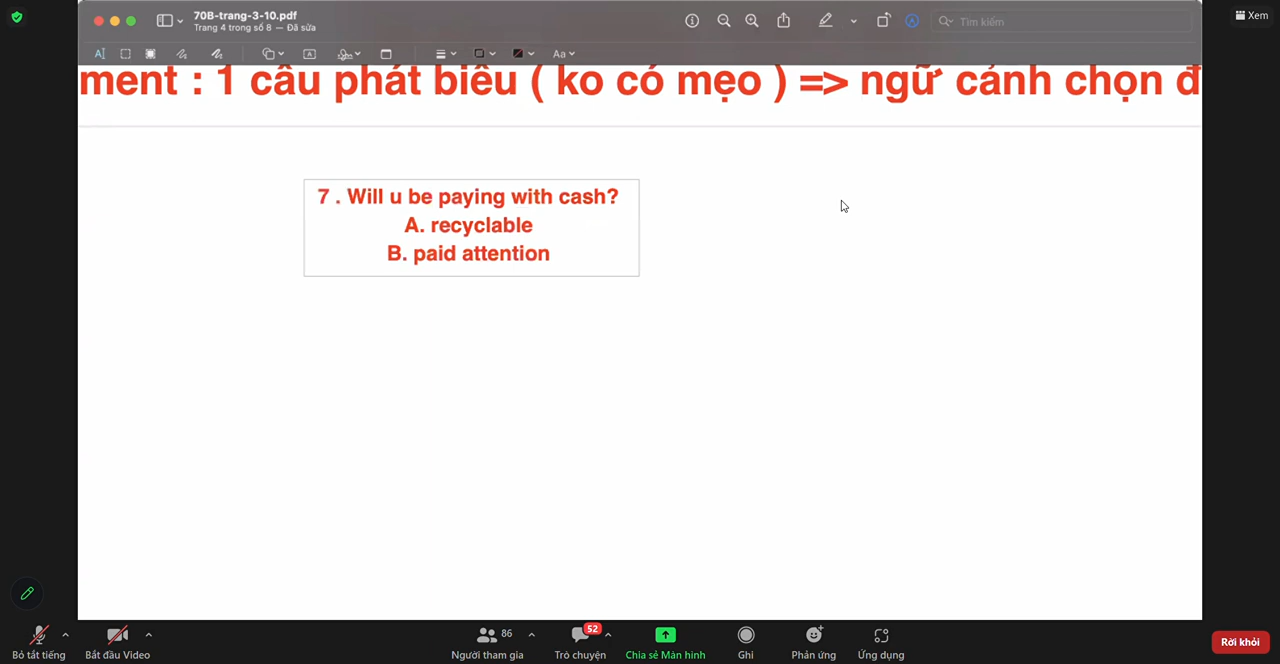 70B-trang-3-10.pdf
Trang 4 trong số 8 — Đã sửa
Tìm kiếm
Xem
Aa
ment : 1 câu phát biểu ( ko có mẹo ) => ngữ cảnh chọn đ
7 . Will u be paying with cash?
A. recyclable
B. paid attention
86
52
Bỏ tắt tiếng
Bắt đầu Video
Người tham gia
Trò chuyện
Chia sẻ Màn hình
Ghi
Phản ứng
Ứng dụng
Rời khỏi